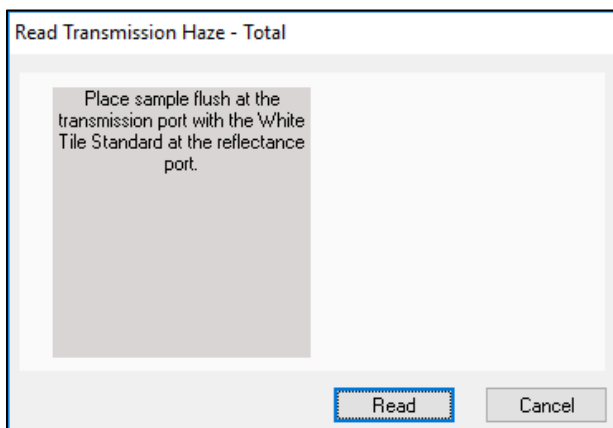 Read Transmission Haze - Total
Place sample flush at the
transmission port with the White
Tile Standard at the reflectance
port.
Read
Cancel